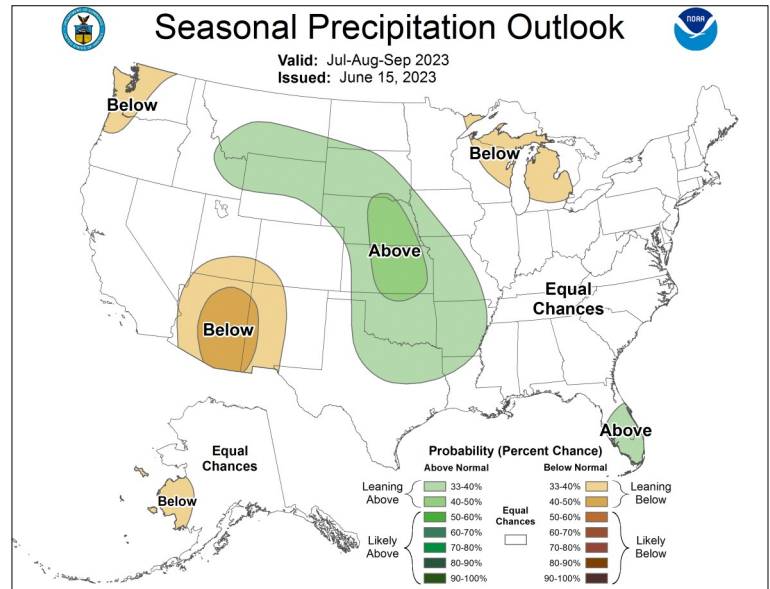 Seasonal Precipitation Outlook
NOAA
Valid: Jul-Aug-Sep 2023
Issued: June 15, 2023
Below
Below
Above
Below
Equal
Chances
Above
Below
Equal
Chances
Probability (Percent Chance)
Above Normal
Below Normal
Leaning
Above
33-40%
40-50%
Likely
Above
50-60%
60-70%
70-80%
80-90%
90-100%
Equal
Chances
33-40%
40-50%
Leaning
Below
50-60%
60-70%
70-80%
80-90%
90-100%
Likely
Below